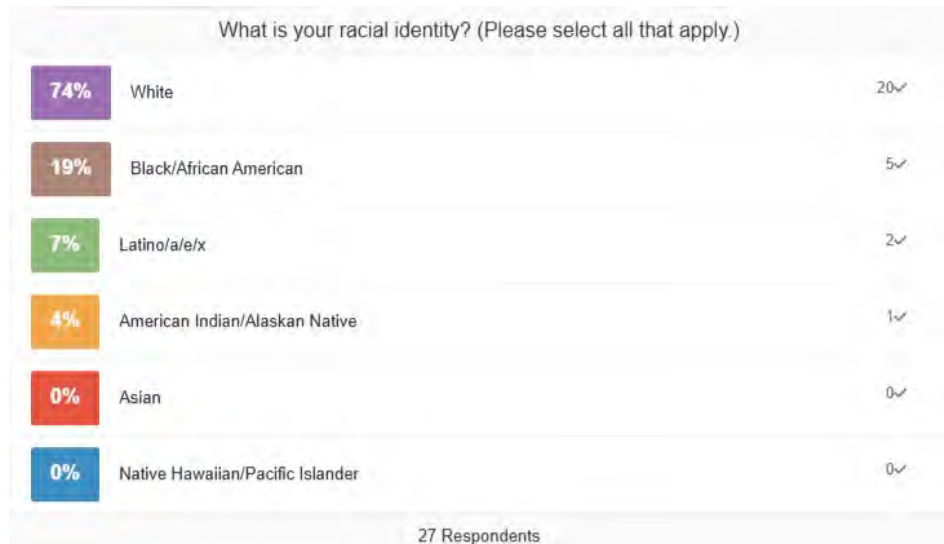 What is your racial identity? (Please select all that apply.)
74% White 20✓
19% Black/African American 5✓
7% Latino/a/e/x 2✓
4% American Indian/Alaskan Native 1✓
0% Asian 0✓
0% Native Hawaiian/Pacific Islander 0✓
27 Respondents